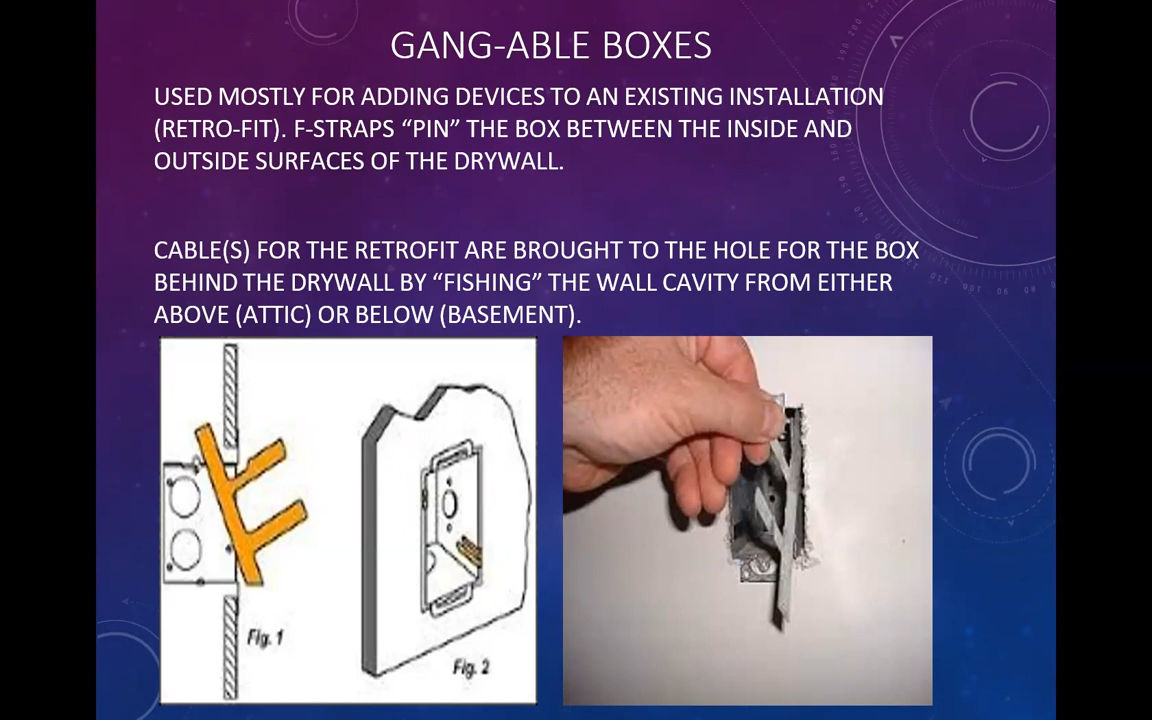 GANG-ABLE BOXES
USED MOSTLY FOR ADDING DEVICES TO AN EXISTING INSTALLATION
(RETRO-FIT). F-STRAPS “PIN” THE BOX BETWEEN THE INSIDE AND
OUTSIDE SURFACES OF THE DRYWALL.
CABLE(S) FOR THE RETROFIT ARE BROUGHT TO THE HOLE FOR THE BOX
BEHIND THE DRYWALL BY “FISHING” THE WALL CAVITY FROM EITHER
ABOVE (ATTIC) OR BELOW (BASEMENT).
Fig. 1
Fig. 2